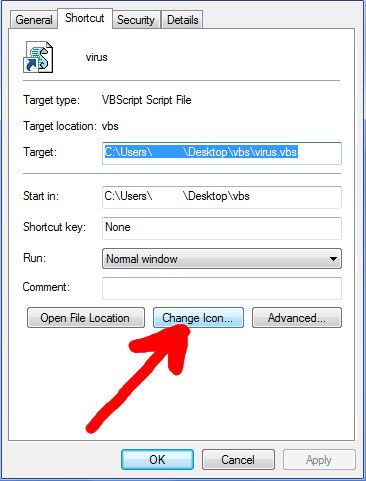 General Shortcut Security Details
virus
Target type: VBScript Script File
Target location: vbs
Target: C:\Users\ \Desktop\vbs\virus.vbs
Start in: C:\Users\ \Desktop\vbs
Shortcut key: None
Run: Normal window
Comment:
Open File Location Change Icon... Advanced...
OK Cancel Apply